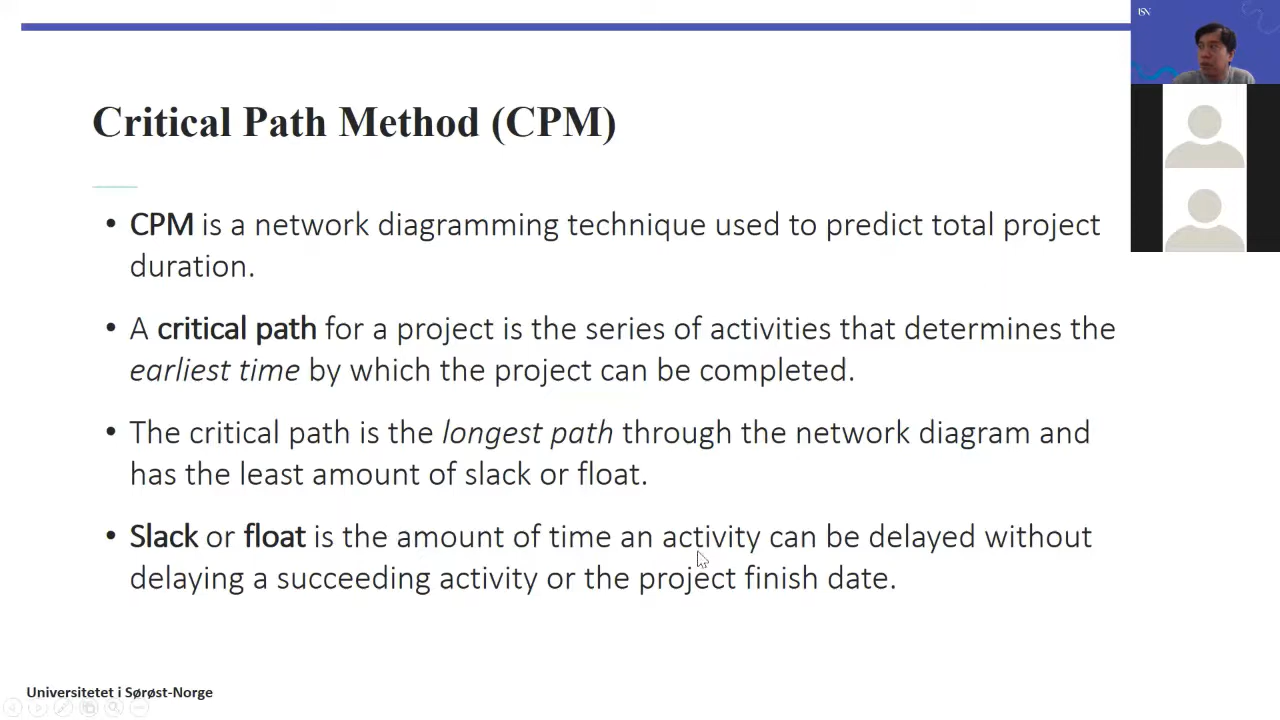 Critical Path Method (CPM)
• CPM is a network diagramming technique used to predict total project
duration.
• A critical path for a project is the series of activities that determines the
earliest time by which the project can be completed.
• The critical path is the longest path through the network diagram and
has the least amount of slack or float.
• Slack or float is the amount of time an activity can be delayed without
delaying a succeeding activity or the project finish date.
Universitetet i Sørøst-Norge